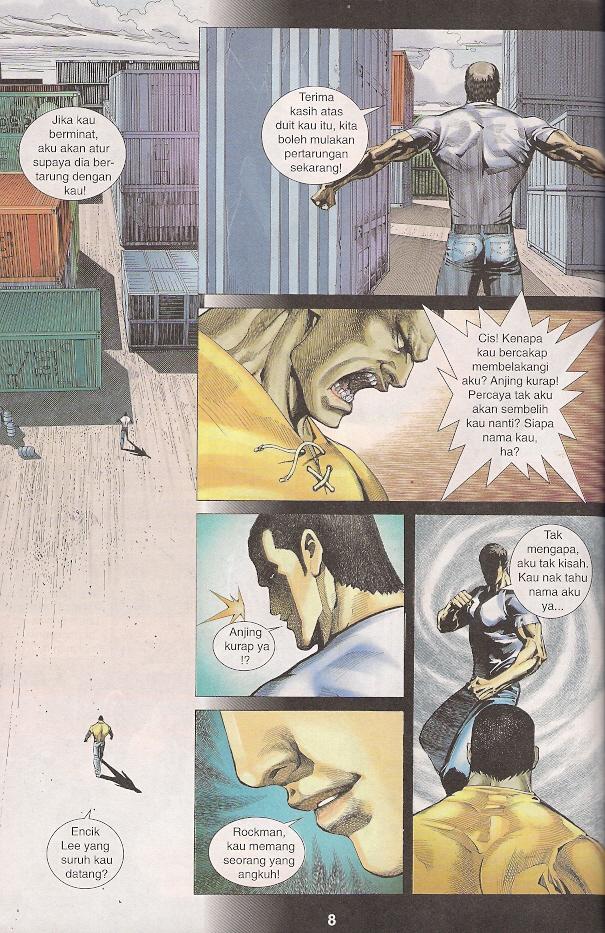 Jika kau
berminat,
aku akan atur
supaya dia ber-
tarung dengan
kau!
Encik
Lee yang
suruh kau
datang?
Terima
kasih atas
duit kau itu, kita
boleh mulakan
pertarungan
sekarang!
Cis! Kenapa
kau bercakap
membelakangi
aku? Anjing kurap!
Percaya tak aku
akan sembelih
kau nanti? Siapa
nama kau,
ha?
Anjing
kurap ya
!?
Rockman,
kau memang
seorang yang
angkuh!
Tak
mengapa,
aku tak kisah.
Kau nak tahu
nama aku
ya...
8